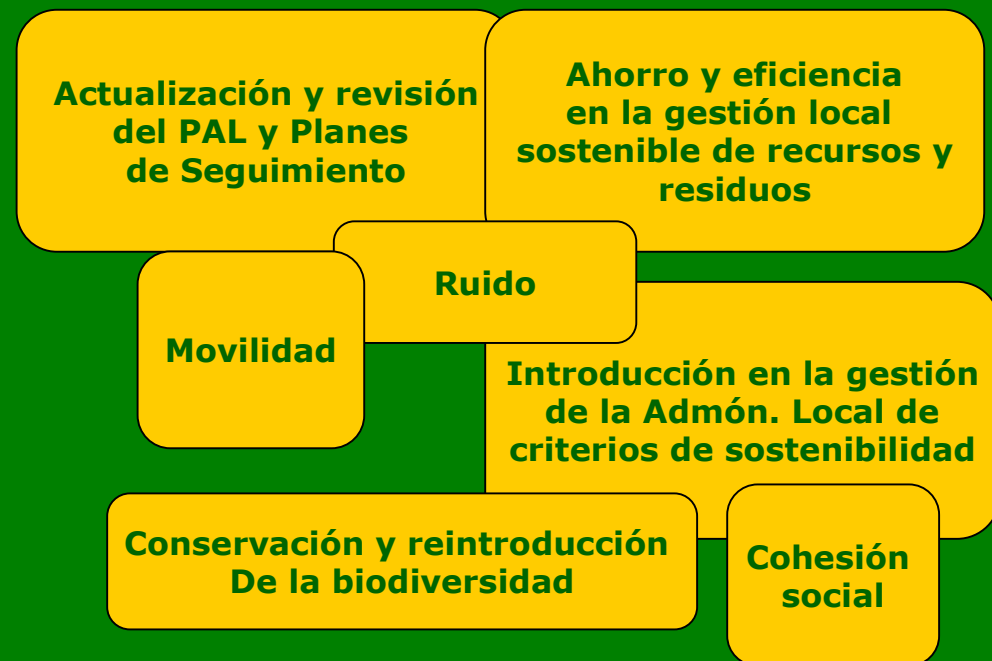 Actualización y revisión
del PAL y Planes
de Seguimiento
Ahorro y eficiencia
en la gestión local
sostenible de recursos y
residuos
Ruido
Movilidad
Introducción en la gestión
de la Admón. Local de
criterios de sostenibilidad
Conservación y reintroducción
De la biodiversidad
Cohesión
social